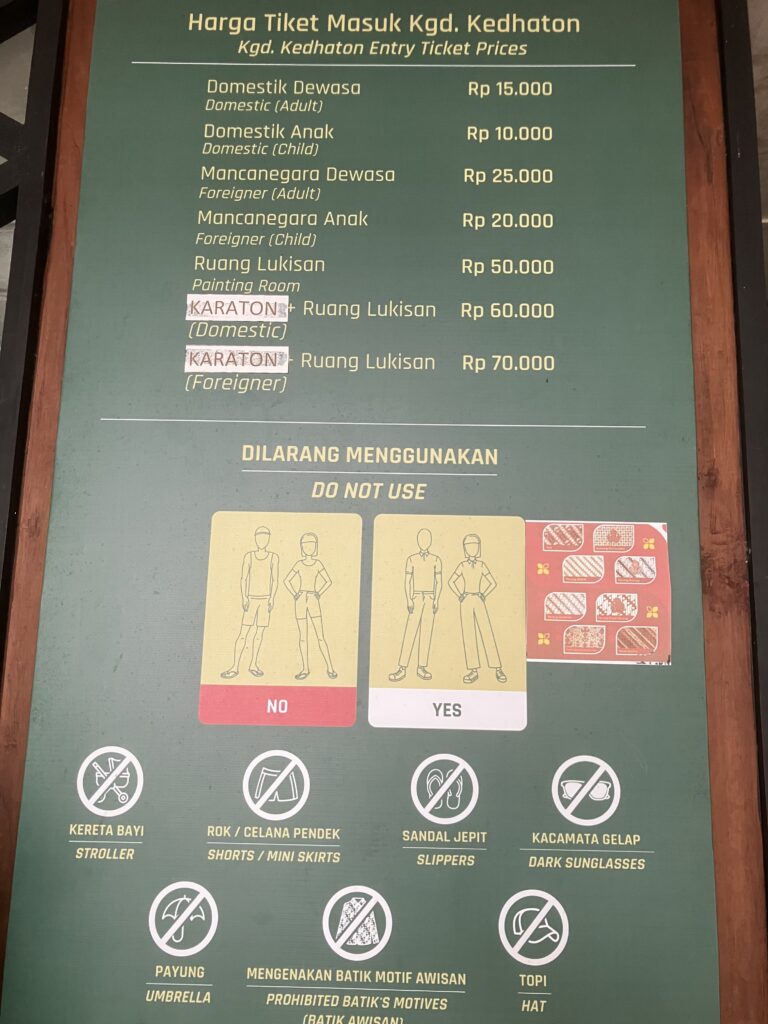 Harga Tiket Masuk Kgd. Kedhaton
Kgd. Kedhaton Entry Ticket Prices
Domestik Dewasa Rp 15.000
Domestic (Adult)
Domestik Anak Rp 10.000
Domestic (Child)
Mancanegara Dewasa Rp 25.000
Foreigner (Adult)
Mancanegara Anak Rp 20.000
Foreigner (Child)
Ruang Lukisan Rp 50.000
Painting Room
KARATON + Ruang Lukisan Rp 60.000
(Domestic)
KARATON Ruang Lukisan Rp 70.000
(Foreigner)
DILARANG MENGGUNAKAN
DO NOT USE
NO YES
KERETA BAYI
STROLLER
ROK / CELANA PENDEK
SHORTS / MINI SKIRTS
SANDAL JEPIT
SLIPPERS
KACAMATA GELAP
DARK SUNGLASSES
PAYUNG
UMBRELLA
MENGENAKAN BATIK MOTIF AWISAN
PROHIBITED BATIK'S MOTIVES
(BATIK AWISAN)
TOPI
HAT